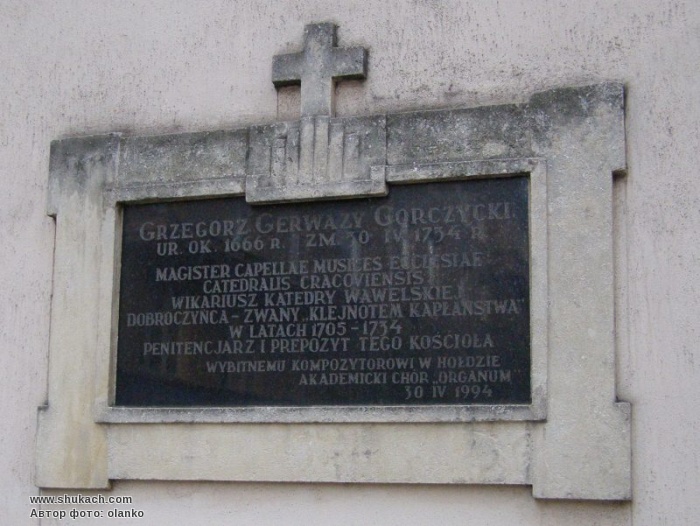 GRZEGORZ GERWAZY GORCZYCKI
UR. OK. 1666 R. ZM. 30 IV 1734 R.
MAGISTER CAPELLAE MUSICES ECCLESIAE
CATEDRALIS CRACOVIENSIS
WIKARIUSZ KATEDRY WAWELSKIEJ
DOBROCZYŃCA - ZWANY „KLEJNOTEM KAPŁAŃSTWA"
W LATACH 1705 - 1734
PENITENCJARZ I PREPOZYT TEGO KOŚCIOŁA
WYBITNEMU KOMPOZYTOROWI W HOŁDZIE
AKADEMICKI CHÓR „ORGANUM"
30 IV 1994
www.shukach.com
Автор фото: olanko